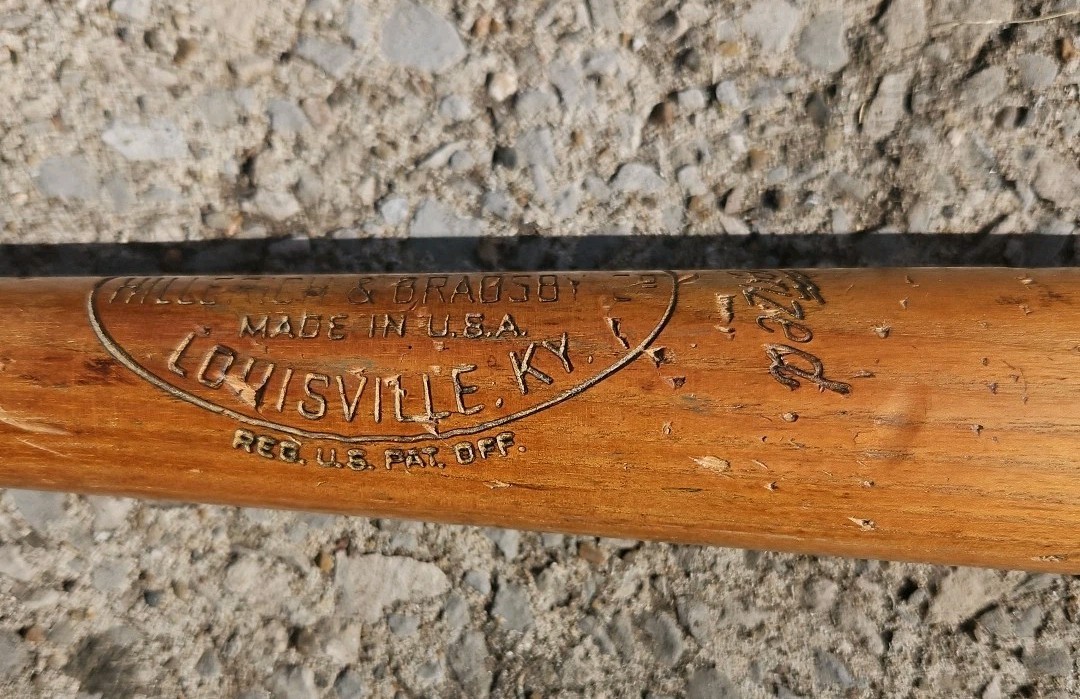 HILLERICH & BRADSBY Cº
MADE IN U.S.A.
LOUISVILLE, KY.
REG. U.S. PAT. OFF.